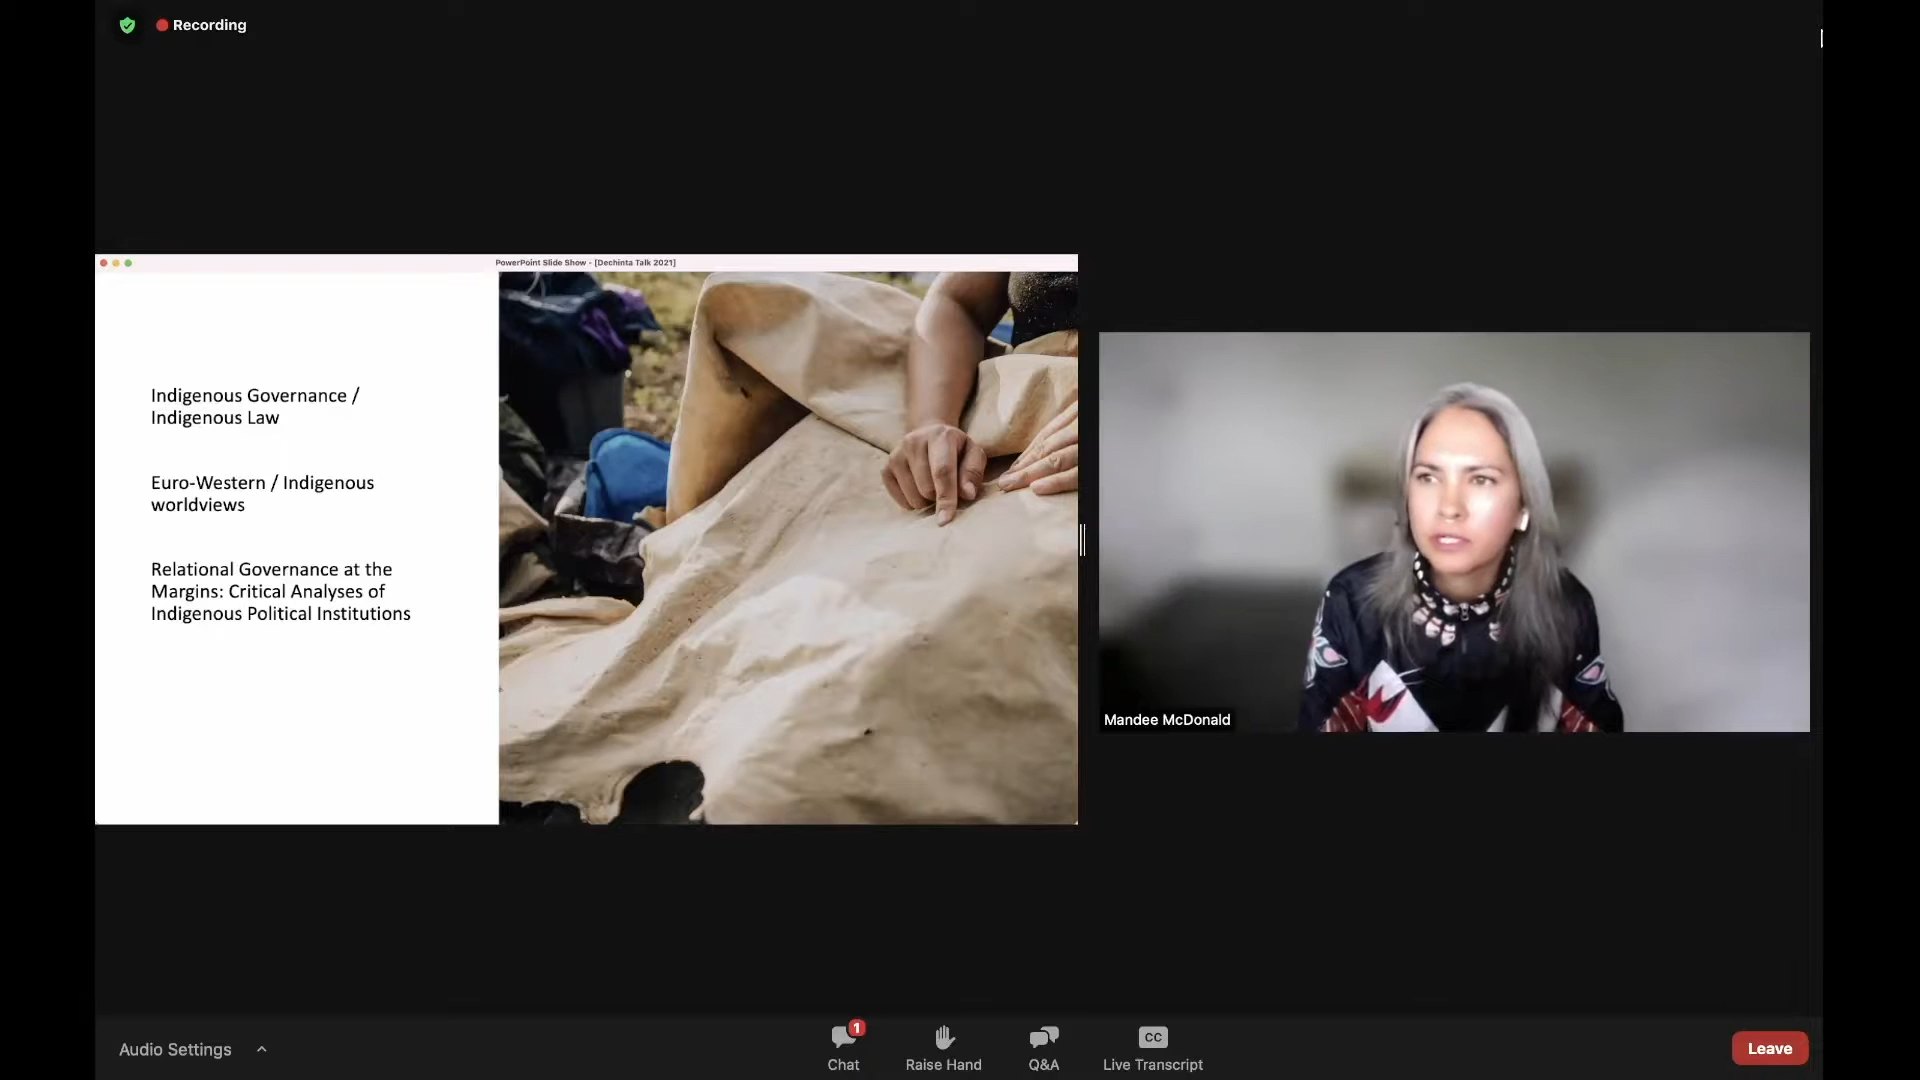 Recording
PowerPoint Slide Show - [Dechinta Talk 2021]
Indigenous Governance /
Indigenous Law
Euro-Western / Indigenous
worldviews
Relational Governance at the
Margins: Critical Analyses of
Indigenous Political Institutions
Mandee McDonald
Audio Settings
1
Chat
Raise Hand
Q&A
CC
Live Transcript
Leave